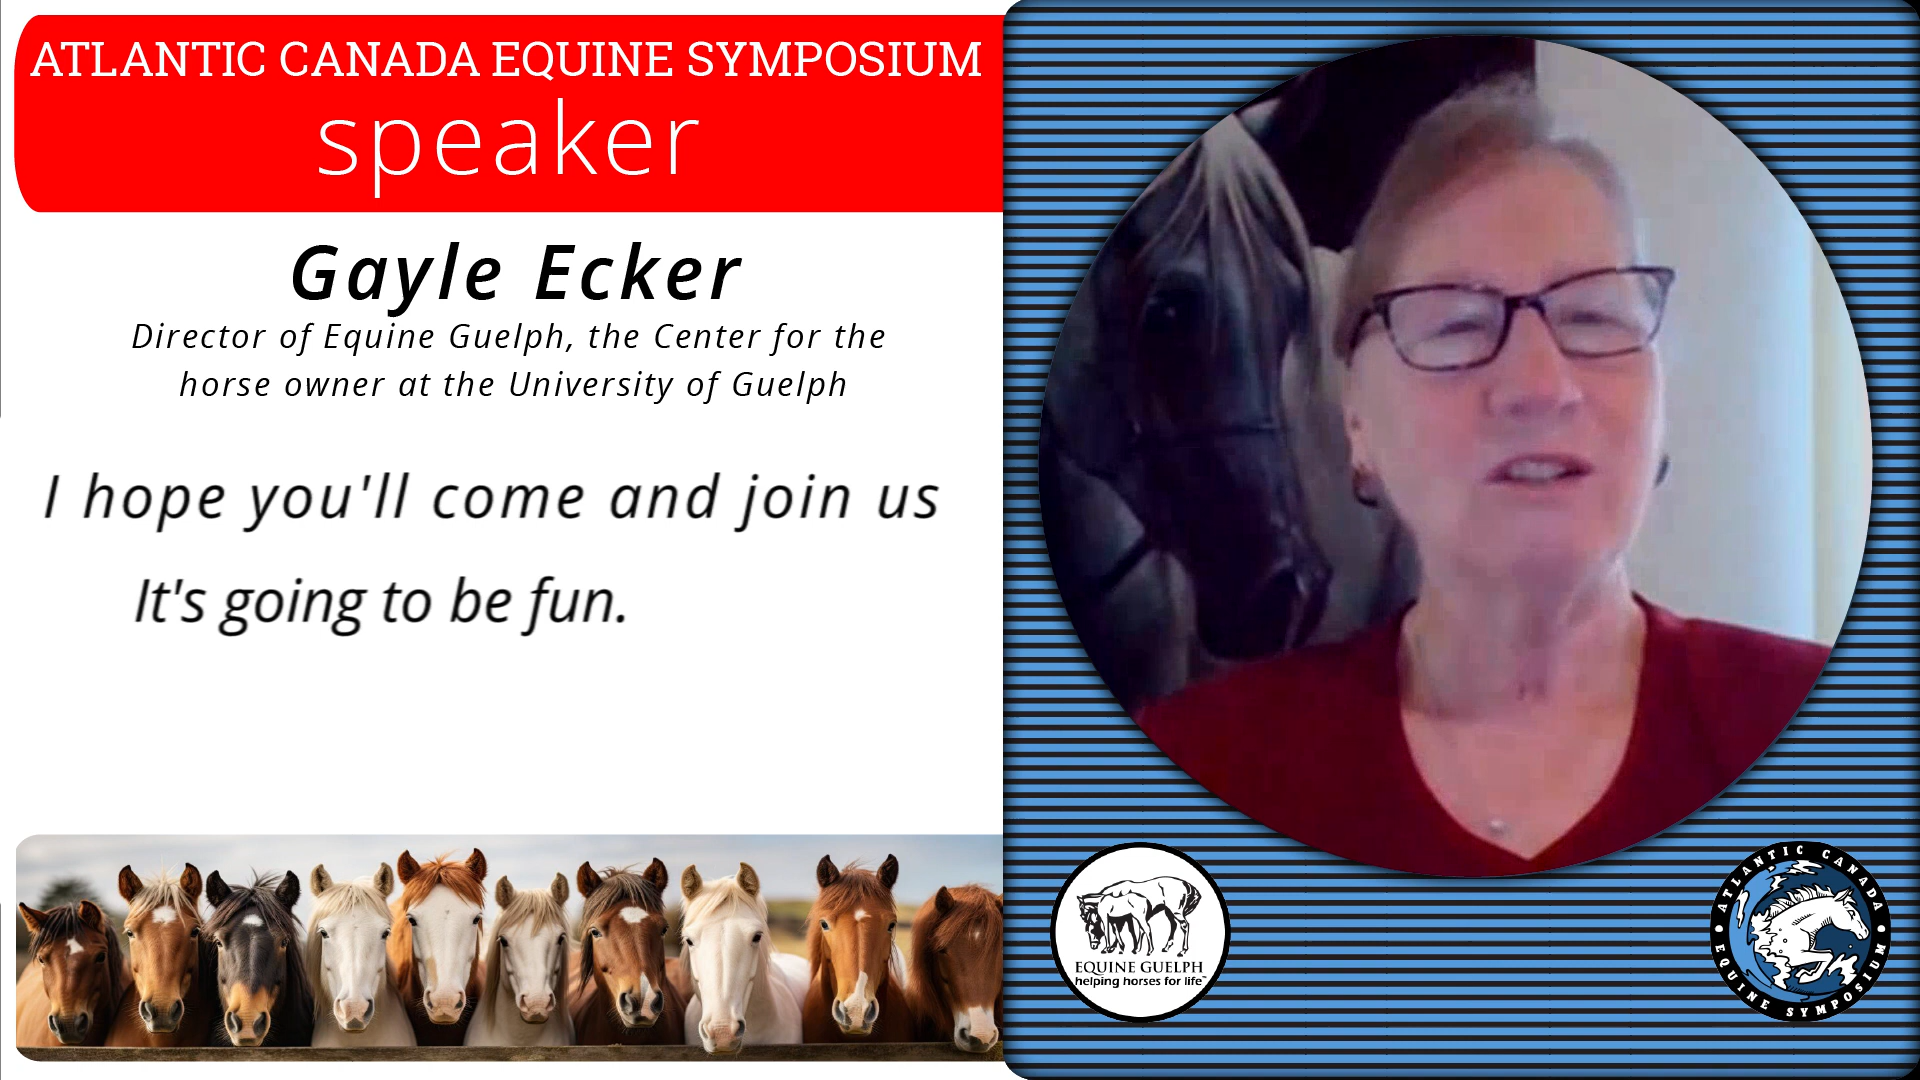 ATLANTIC CANADA EQUINE SYMPOSIUM
speaker
Gayle Ecker
Director of Equine Guelph, the Center for the
horse owner at the University of Guelph
I hope you'll come and join us
It's going to be fun.
EQUINE GUELPH
helping horses for life™
ATLANTIC CANADA
EQUINE SYMPOSIUM